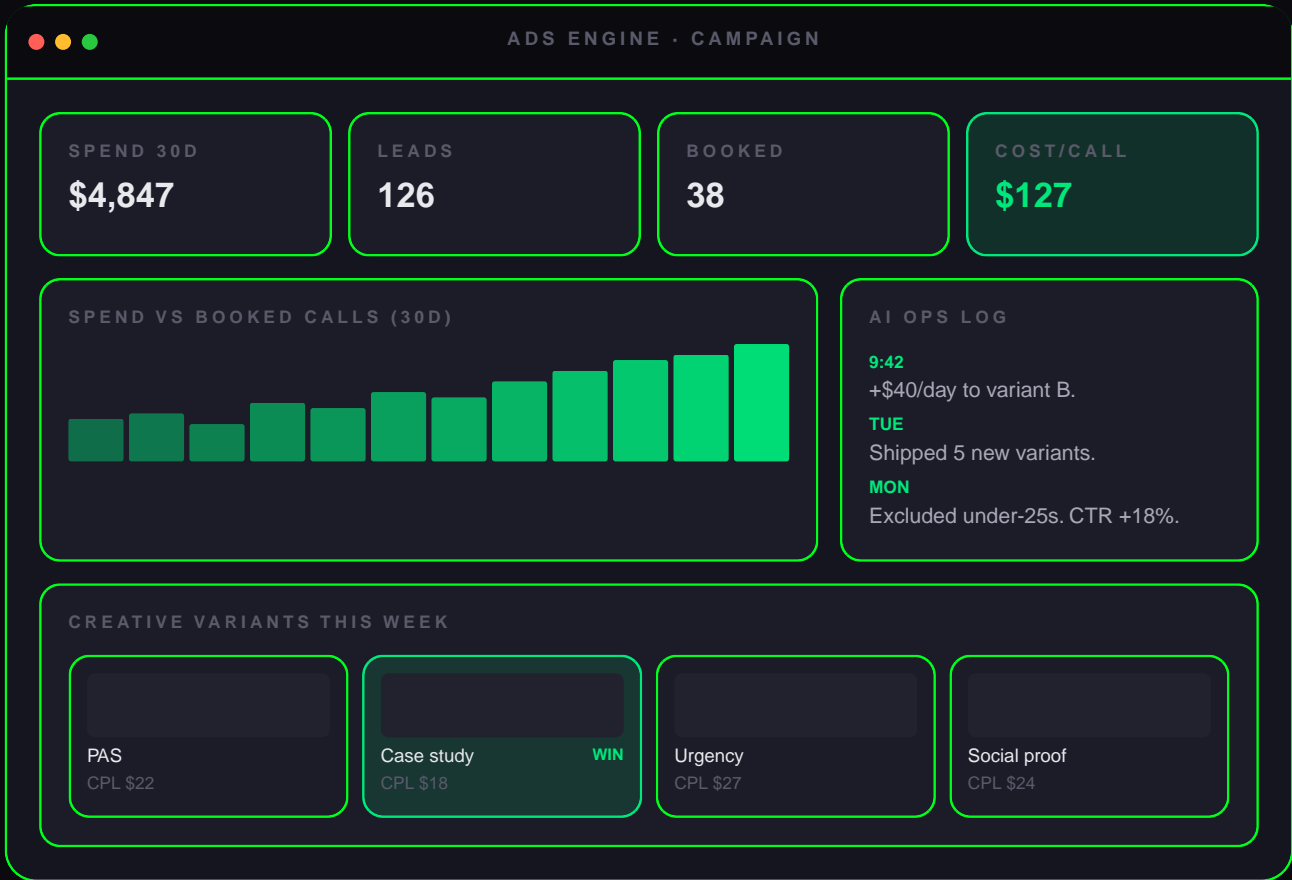 ADS ENGINE · CAMPAIGN
SPEND 30D
$4,847
LEADS
126
BOOKED
38
COST/CALL
$127
SPEND VS BOOKED CALLS (30D)
AI OPS LOG
9:42
+$40/day to variant B.
TUE
Shipped 5 new variants.
MON
Excluded under-25s. CTR +18%.
CREATIVE VARIANTS THIS WEEK
PAS
CPL $22
Case study WIN
CPL $18
Urgency
CPL $27
Social proof
CPL $24